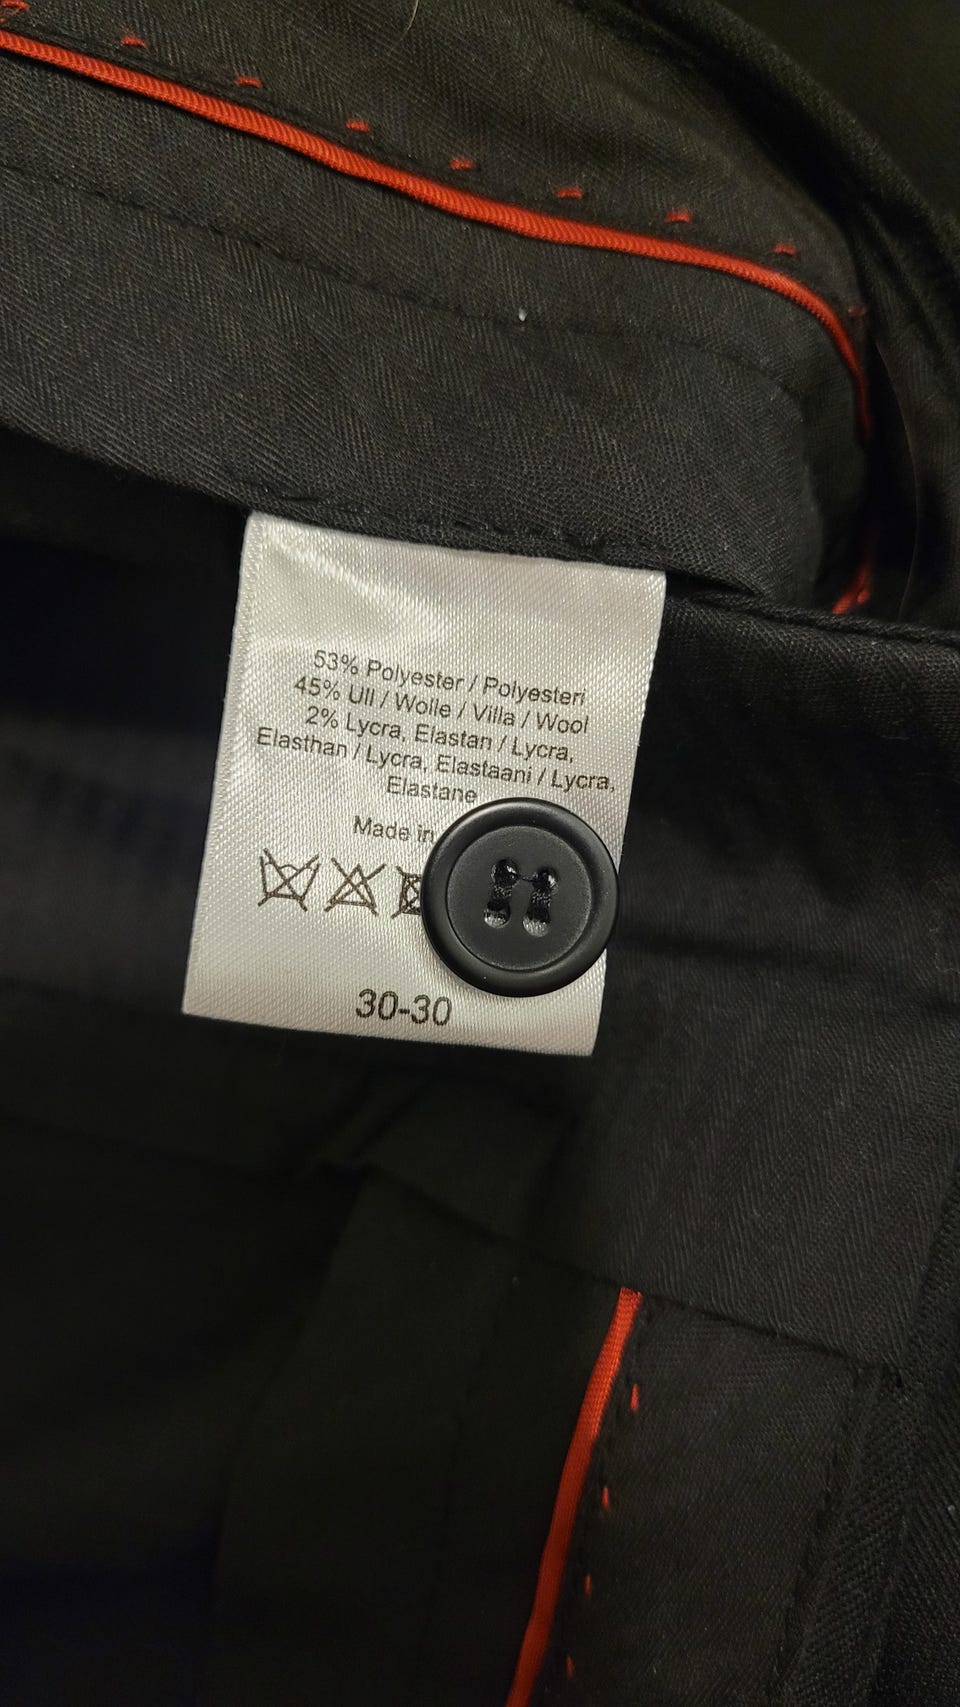 53% Polyester / Polyesteri
45% Ull / Wolle / Villa / Wool
2% Lycra, Elastan / Lycra,
Elasthan / Lycra, Elastaani / Lycra,
Elastane
Made in
30-30